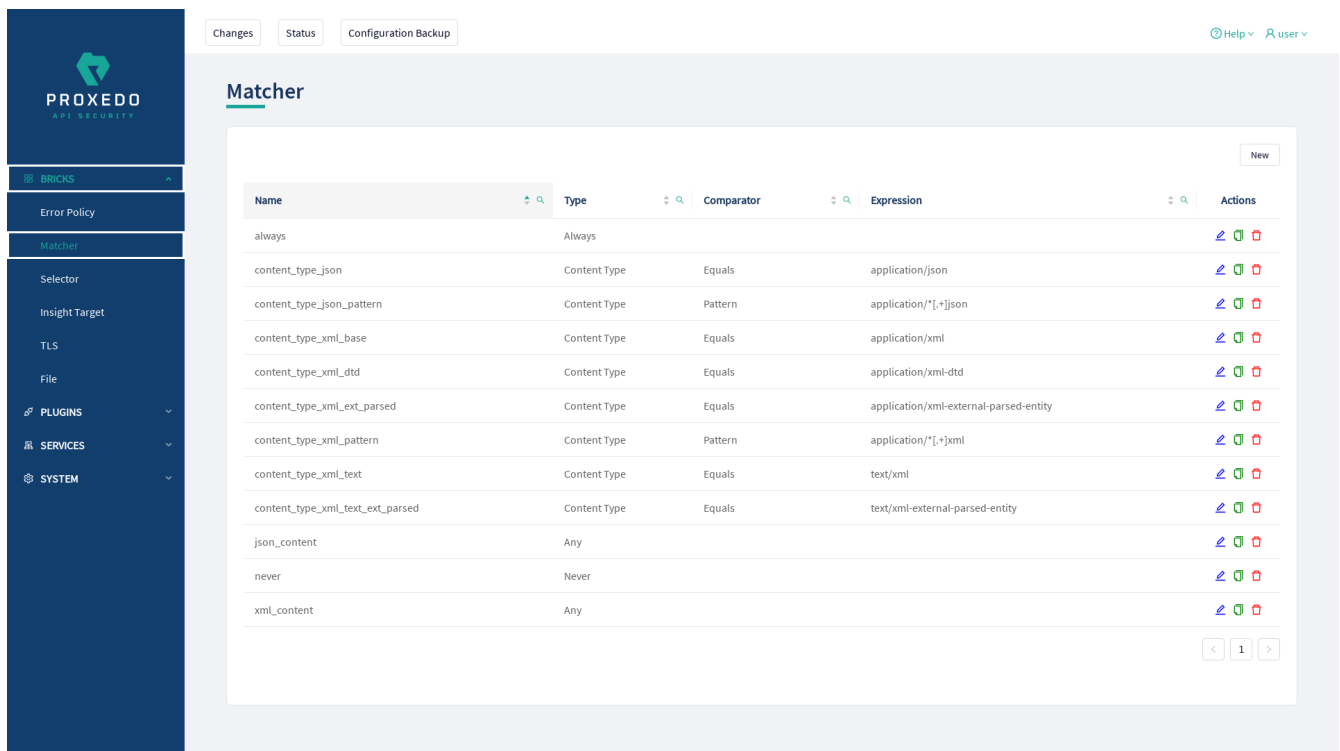 Changes Status Configuration Backup Help user
PROXEDO
API SECURITY
BRICKS
Error Policy
Matcher
Selector
Insight Target
TLS
File
PLUGINS
SERVICES
SYSTEM
Matcher
New
Name Type Comparator Expression Actions
always Always
content_type_json Content Type Equals application/json
content_type_json_pattern Content Type Pattern application/*[.+]json
content_type_xml_base Content Type Equals application/xml
content_type_xml_dtd Content Type Equals application/xml-dtd
content_type_xml_ext_parsed Content Type Equals application/xml-external-parsed-entity
content_type_xml_pattern Content Type Pattern application/*[.+]xml
content_type_xml_text Content Type Equals text/xml
content_type_xml_text_ext_parsed Content Type Equals text/xml-external-parsed-entity
json_content Any
never Never
xml_content Any
< 1 >